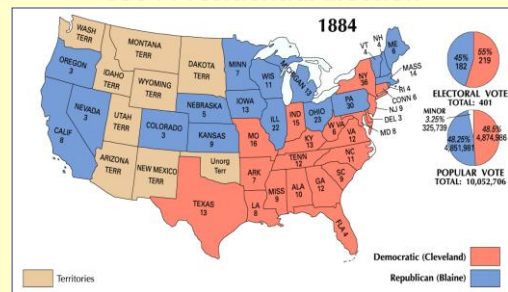 1884
WASH
TERR
MONTANA
TERR
DAKOTA
TERR
MINN
7
WIS
11
MICHIGAN 13
VT
4
NH
4
ME
6
MASS
14
RI 4
CONN 6
NJ 9
DEL 3
MD 8
NY
36
PA
30
OREGON
3
IDAHO
TERR
WYOMING
TERR
NEBRASKA
5
IOWA
13
ILL
22
IND
15
OHIO
23
W VA
6
VA
12
NEVADA
3
UTAH
TERR
COLORADO
3
KANSAS
9
MO
16
KY
13
CALIF
8
ARIZONA
TERR
NEW MEXICO
TERR
Unorg
Terr
ARK
7
TENN
12
NC
11
SC
9
TEXAS
13
LA
8
MISS
9
ALA
10
GA
12
FLA 4
45%
182
55%
219
ELECTORAL VOTE
TOTAL: 401
MINOR
3.25%
325,739
48.25%
4,851,981
48.5%
4,874,986
POPULAR VOTE
TOTAL: 10,052,706
Territories
Democratic (Cleveland)
Republican (Blaine)